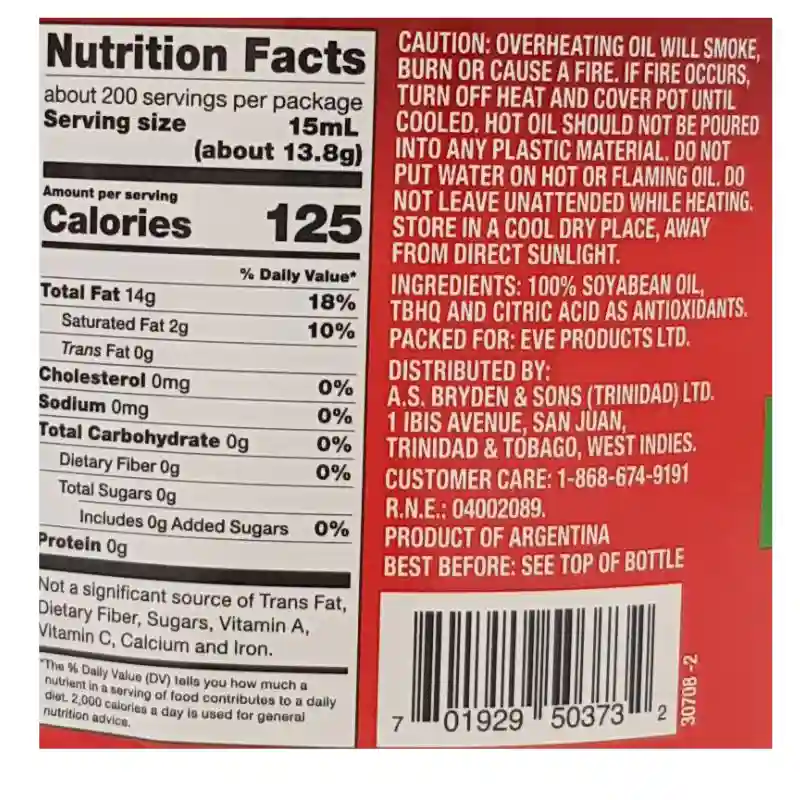 Nutrition Facts
about 200 servings per package
Serving size 15mL
(about 13.8g)
Amount per serving
Calories 125
% Daily Value*
Total Fat 14g 18%
Saturated Fat 2g 10%
Trans Fat 0g
Cholesterol 0mg 0%
Sodium 0mg 0%
Total Carbohydrate 0g 0%
Dietary Fiber 0g 0%
Total Sugars 0g
Includes 0g Added Sugars 0%
Protein 0g
Not a significant source of Trans Fat,
Dietary Fiber, Sugars, Vitamin A,
Vitamin C, Calcium and Iron.
*The % Daily Value (DV) tells you how much a
nutrient in a serving of food contributes to a daily
diet. 2,000 calories a day is used for general
nutrition advice.
CAUTION: OVERHEATING OIL WILL SMOKE,
BURN OR CAUSE A FIRE. IF FIRE OCCURS,
TURN OFF HEAT AND COVER POT UNTIL
COOLED. HOT OIL SHOULD NOT BE POURED
INTO ANY PLASTIC MATERIAL. DO NOT
PUT WATER ON HOT OR FLAMING OIL. DO
NOT LEAVE UNATTENDED WHILE HEATING.
STORE IN A COOL DRY PLACE, AWAY
FROM DIRECT SUNLIGHT.
INGREDIENTS: 100% SOYABEAN OIL,
TBHQ AND CITRIC ACID AS ANTIOXIDANTS.
PACKED FOR: EVE PRODUCTS LTD.
DISTRIBUTED BY:
A.S. BRYDEN & SONS (TRINIDAD) LTD.
1 IBIS AVENUE, SAN JUAN,
TRINIDAD & TOBAGO, WEST INDIES.
CUSTOMER CARE: 1-868-674-9191
R.N.E.: 04002089.
PRODUCT OF ARGENTINA
BEST BEFORE: SEE TOP OF BOTTLE
7 01929 50373 2
30708 -2